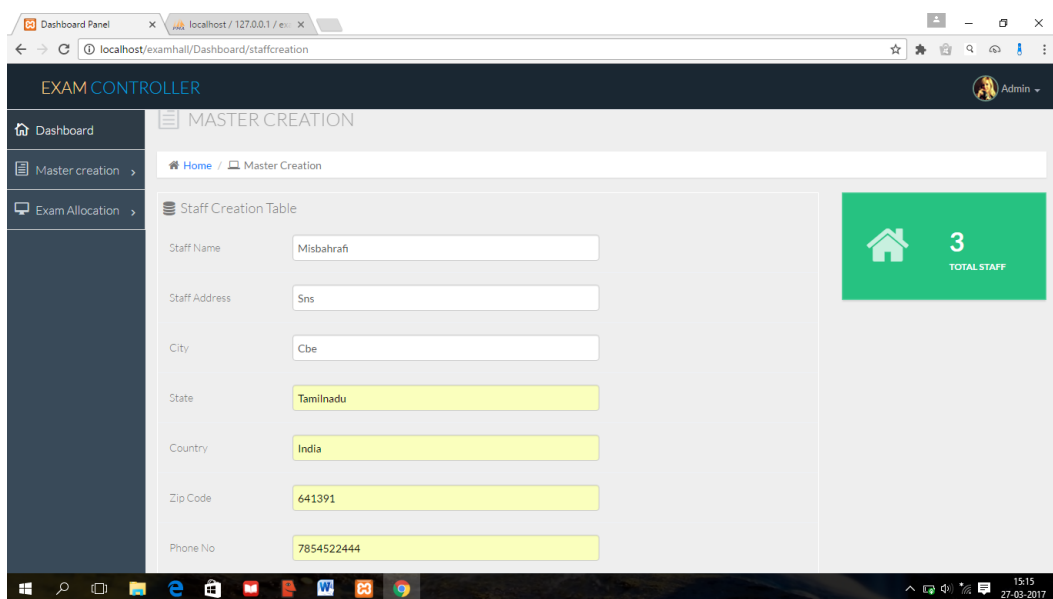 Dashboard Panel
localhost / 127.0.0.1 / exa
localhost/examhall/Dashboard/staffcreation
EXAM CONTROLLER
Admin
Dashboard
Master creation
Exam Allocation
MASTER CREATION
Home / Master Creation
Staff Creation Table
Staff Name Misbahrafi
Staff Address Sns
City Cbe
State Tamilnadu
Country India
Zip Code 641391
Phone No 7854522444
3
TOTAL STAFF
15:15
27-03-2017